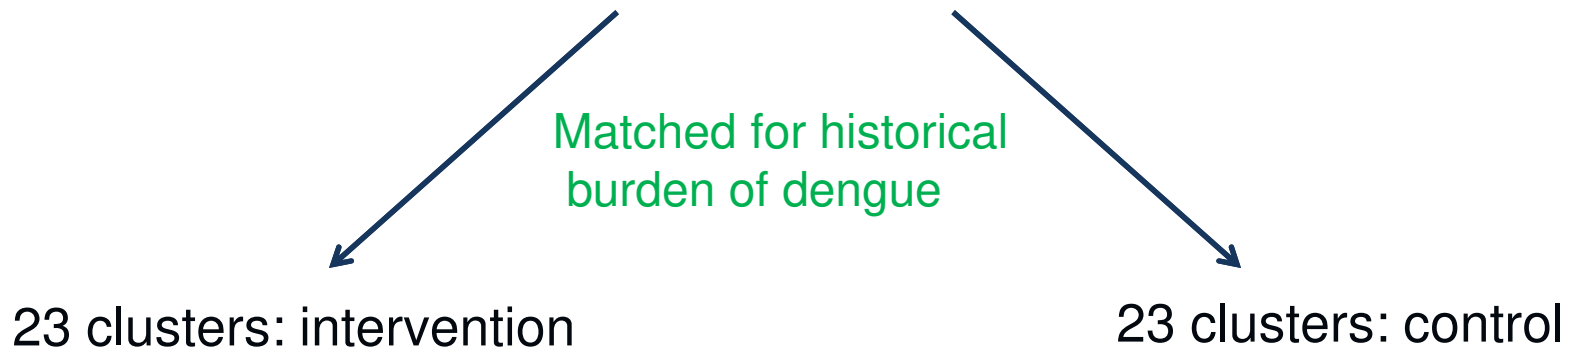 Matched for historical
burden of dengue
23 clusters: intervention
23 clusters: control